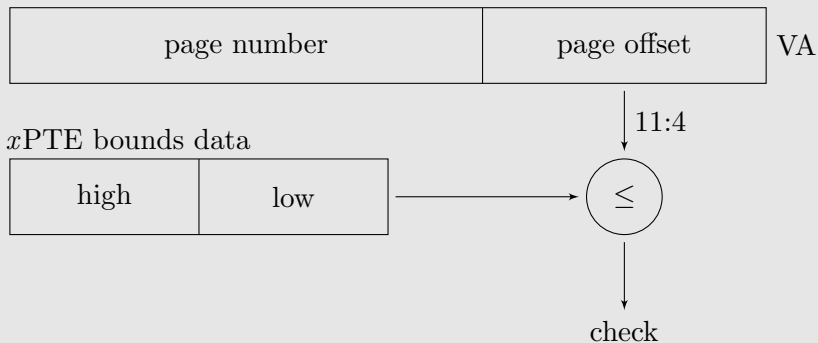 page number page offset VA
11:4
xPTE bounds data
high low ≤
check